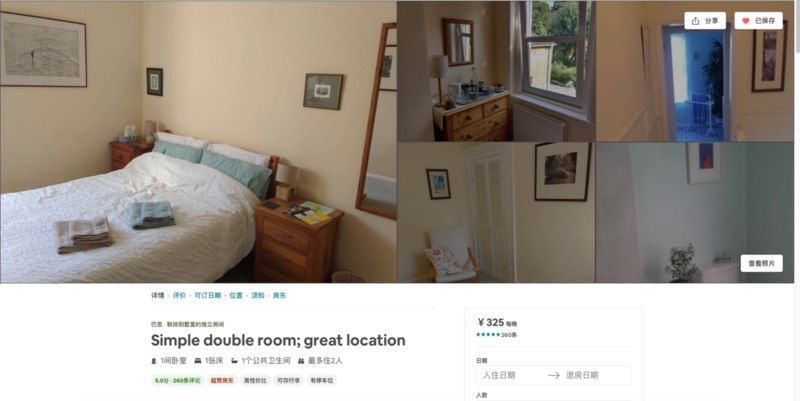 分享
已保存
查看照片
详情 · 评价 · 可订日期 · 位置 · 须知 · 房东
巴思 · 联排别墅里的独立房间
Simple double room; great location
1间卧室 1张床 1个公共卫生间 最多住2人
5.0分 · 260条评论 超赞房东 高性价比 可存行李 有停车位
¥325 每晚
260条
日期
入住日期 → 退房日期
人数